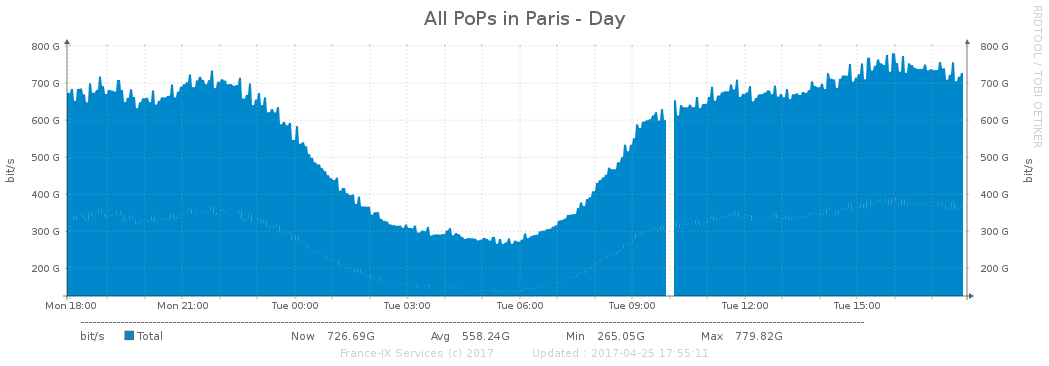 All PoPs in Paris - Day
RRDTOOL / TOBI OETIKER
bit/s
800 G 800 G
700 G 700 G
600 G 600 G
500 G 500 G
400 G 400 G
300 G 300 G
200 G 200 G
bit/s
Mon 18:00 Mon 21:00 Tue 00:00 Tue 03:00 Tue 06:00 Tue 09:00 Tue 12:00 Tue 15:00
bit/s Total Now 726.69G Avg 558.24G Min 265.05G Max 779.82G
France-IX Services (c) 2017 Updated : 2017-04-25 17:55:11